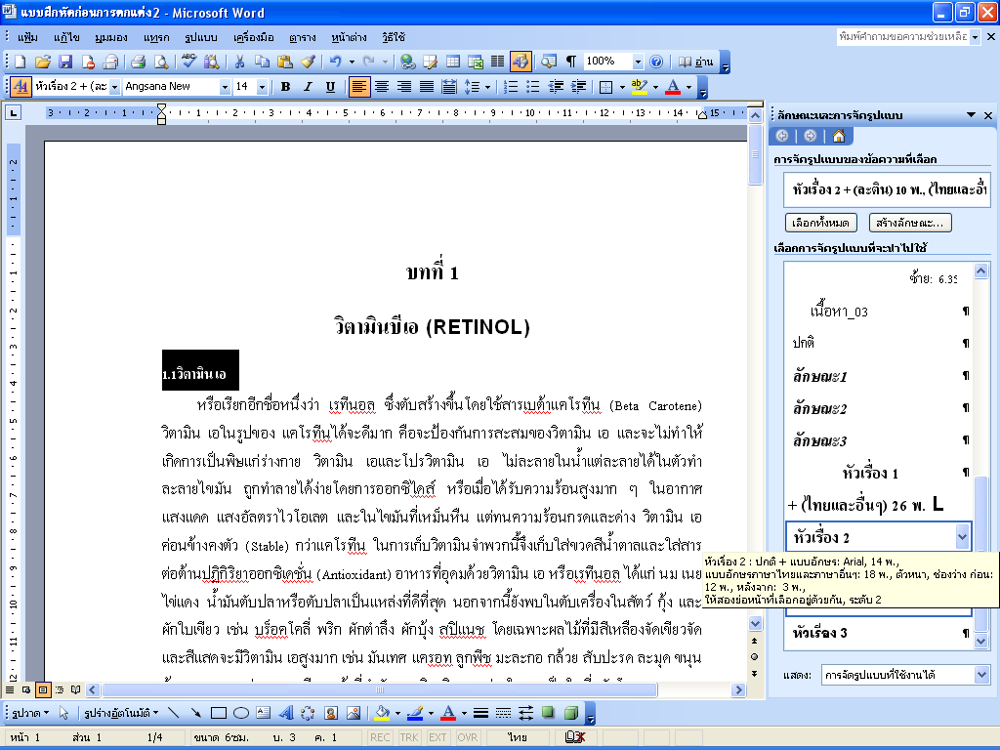 แบบฝึกหัดก่อนการตกแต่ง2 - Microsoft Word
แฟ้ม แก้ไข มุมมอง แทรก รูปแบบ เครื่องมือ ตาราง หน้าต่าง วิธีใช้ พิมพ์คำถามขอความช่วยเหลือ
100% อ่าน
หัวเรื่อง 2 + (ละ Angsana New 14 B I U
3 2 1 1 2 3 4 5 6 7 8 9 10 11 12 13 14 15
ลักษณะและการจัดรูปแบบ
การจัดรูปแบบของข้อความที่เลือก
หัวเรื่อง 2 + (ละติน) 10 พ., (ไทยและอื่
เลือกทั้งหมด สร้างลักษณะ...
เลือกการจัดรูปแบบที่จะนำไปใช้
ซ้าย: 6.35
เนื้อหา_03 ¶
ปกติ ¶
ลักษณะ1 ¶
ลักษณะ2 ¶
ลักษณะ3 ¶
หัวเรื่อง 1 ¶
+ (ไทยและอื่นๆ) 26 พ. L
หัวเรื่อง 2
หัวเรื่อง 2 : ปกติ + แบบอักษร: Arial, 14 พ.,
แบบอักษรภาษาไทยและภาษาอื่นๆ: 18 พ., ตัวหนา, ช่องว่าง ก่อน:
12 พ., หลังจาก: 3 พ.,
ให้สองย่อหน้าที่เลือกอยู่ด้วยกัน, ระดับ 2
หัวเรื่อง 3 ¶
แสดง: การจัดรูปแบบที่ใช้งานได้
บทที่ 1
วิตามินบีเอ (RETINOL)
1.1วิตามิน เอ
หรือเรียกอีกชื่อหนึ่งว่า เรทีนอล ซึ่งตับสร้างขึ้นโดยใช้สารเบต้าแคโรทีน (Beta Carotene)
วิตามิน เอในรูปของ แคโรทีนได้จะดีมาก คือจะป้องกันการสะสมของวิตามิน เอ และจะไม่ทำให้
เกิดการเป็นพิษแก่ร่างกาย วิตามิน เอและโปรวิตามิน เอ ไม่ละลายในน้ำแต่ละลายได้ในตัวทำ
ละลายไขมัน ถูกทำลายได้ง่ายโดยการออกซิไดส์ หรือเมื่อได้รับความร้อนสูงมาก ๆ ในอากาศ
แสงแดด แสงอัลตราไวโอเลต และในไขมันที่เหม็นหืน แต่ทนความร้อนกรดและด่าง วิตามิน เอ
ค่อนข้างคงตัว (Stable) กว่าแคโรทีน ในการเก็บวิตามินจำพวกนี้จึงเก็บใส่ขวดสีน้ำตาลและใส่สาร
ต่อต้านปฏิกิริยาออกซิเดชั่น (Antioxidant) อาหารที่อุดมด้วยวิตามิน เอ หรือเรทีนอล ได้แก่ นม เนย
ไข่แดง น้ำมันตับปลาหรือตับปลาเป็นแหล่งที่ดีที่สุด นอกจากนี้ยังพบในตับเครื่องในสัตว์ กุ้ง และ
ผักใบเขียว เช่น บร็อคโคลี่ พริก ผักตำลึง ผักบุ้ง สปิแนช โดยเฉพาะผลไม้ที่มีสีเหลืองจัดเขียวจัด
และสีแสดจะมีวิตามิน เอสูงมาก เช่น มันเทศ แครอท ลูกพีช มะละกอ กล้วย สับปะรด ละมุด ขนุน
รูปวาด รูปร่างอัตโนมัติ
หน้า 1 ส่วน 1 1/4 ขนาด 6ซม. บ. 3 ค. 1 REC TRK EXT OVR ไทย